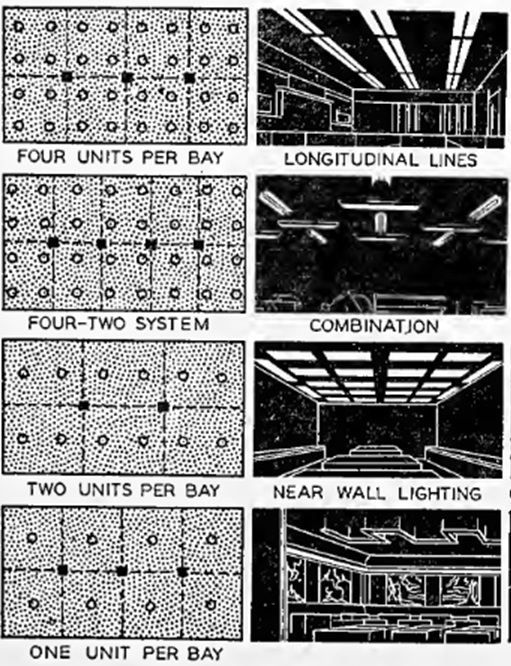 FOUR UNITS PER BAY
LONGITUDINAL LINES
FOUR-TWO SYSTEM
COMBINATION
TWO UNITS PER BAY
NEAR WALL LIGHTING
ONE UNIT PER BAY